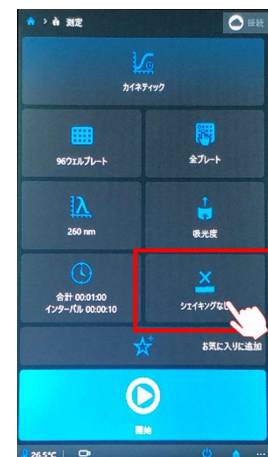 > 測定
接続
カイネティック
96ウェルプレート
全プレート
λ
260 nm
吸光度
合計 00:01:00
インターバル 00:00:10
シェイキングなし
お気に入りに追加
開始
26.5°C